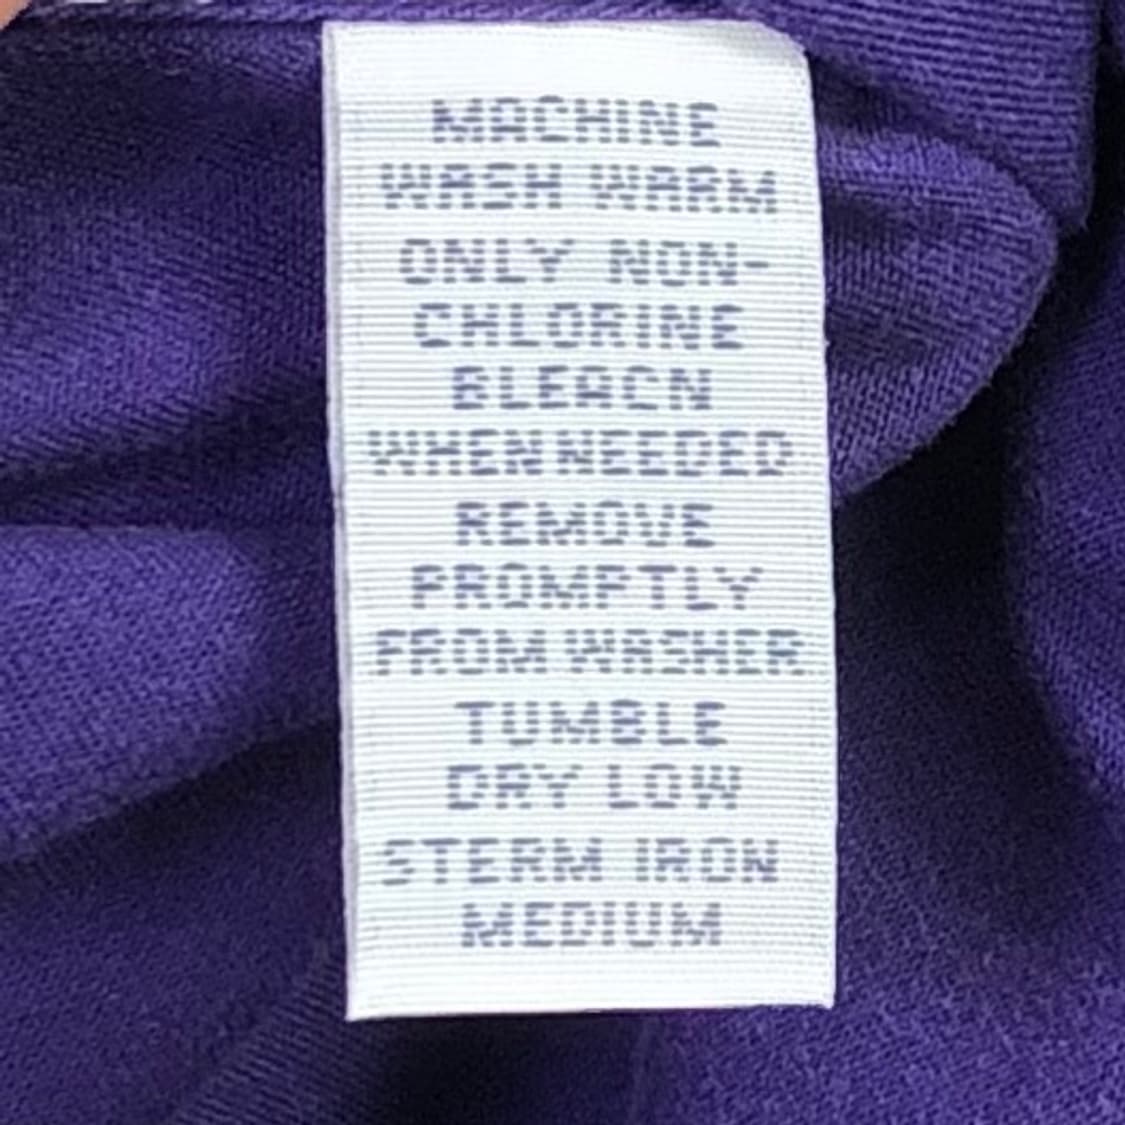 MACHINE
WASH WARM
ONLY NON-
CHLORINE
BLEACN
WHEN NEEDED
REMOVE
PROMPTLY
FROM WASHER
TUMBLE
DRY LOW
STERM IRON
MEDIUM